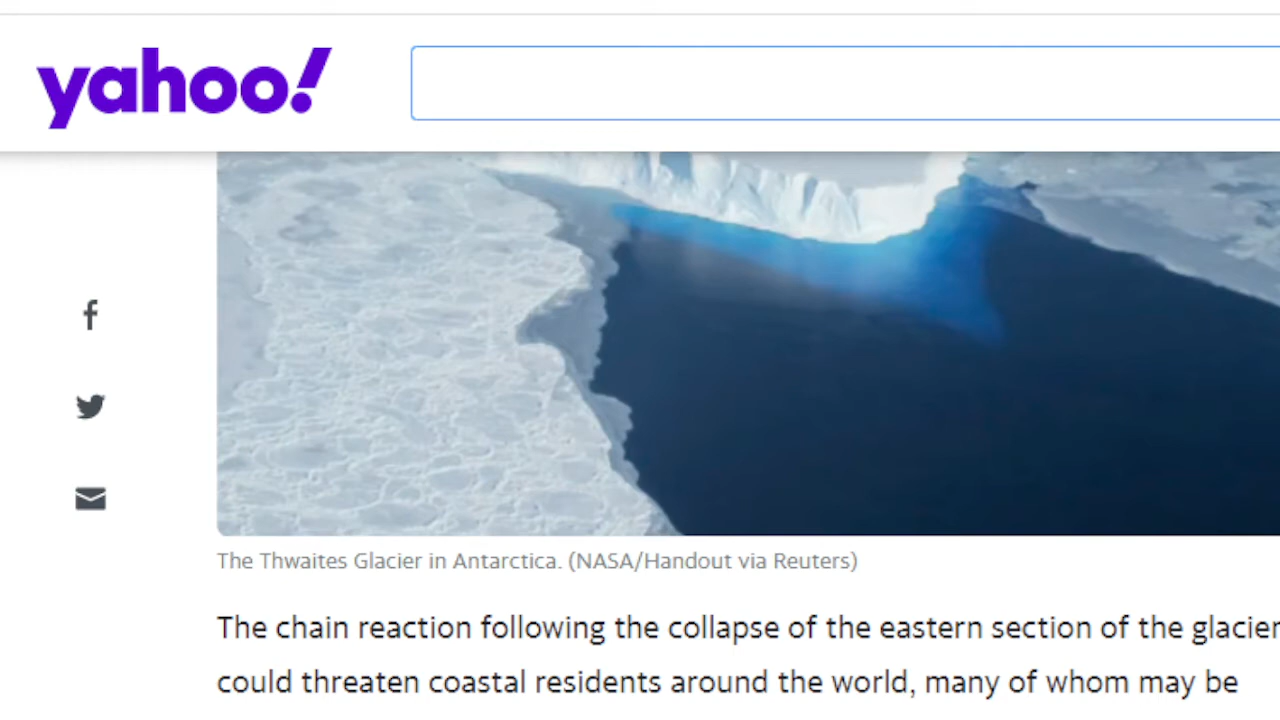 yahoo!
The Thwaites Glacier in Antarctica. (NASA/Handout via Reuters)
The chain reaction following the collapse of the eastern section of the glacier
could threaten coastal residents around the world, many of whom may be